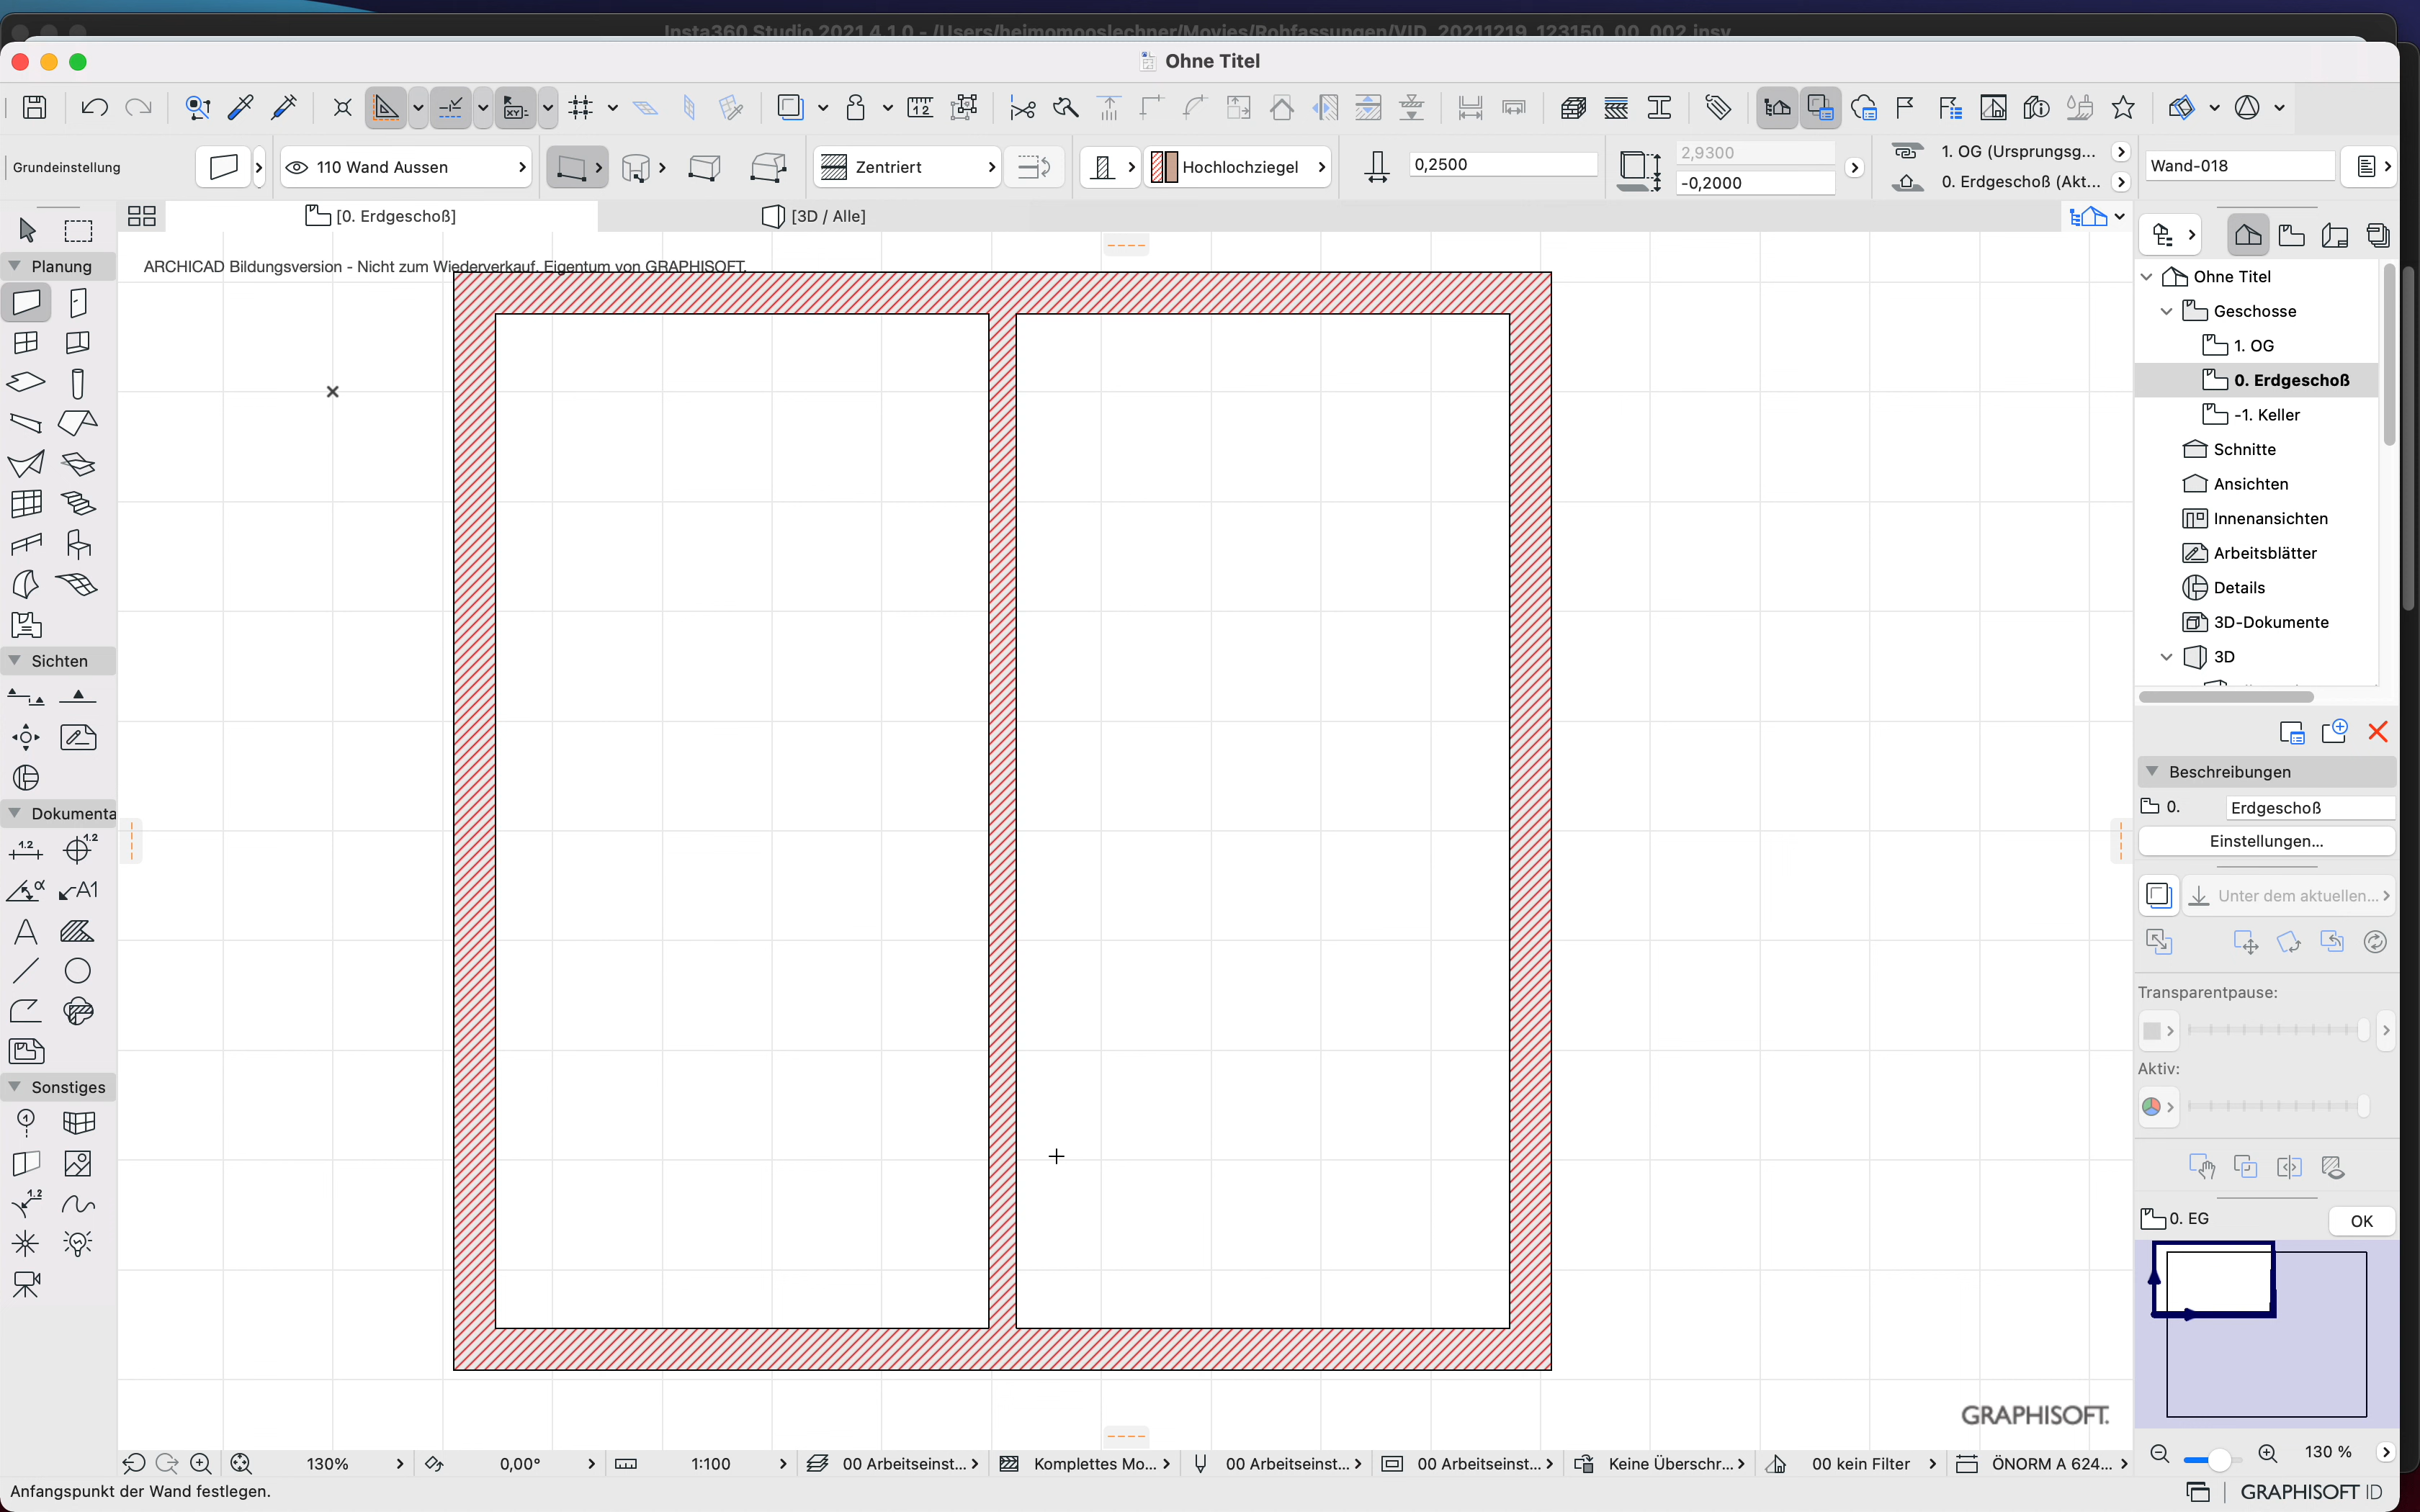 Insta360 Studio 2021 4.1.0 - /Users/heimomooslechner/Movies/Rohfassungen/VID_20211219_123150_00_002.insv
Ohne Titel
Grundeinstellung
110 Wand Aussen
Zentriert
Hochlochziegel
0,2500
2,9300
-0,2000
1. OG (Ursprungsg...
0. Erdgeschoß (Akt...
Wand-018
[0. Erdgeschoß]
[3D / Alle]
ARCHICAD Bildungsversion - Nicht zum Wiederverkauf. Eigentum von GRAPHISOFT.
Planung
Sichten
Dokumenta
Sonstiges
Ohne Titel
Geschosse
1. OG
0. Erdgeschoß
-1. Keller
Schnitte
Ansichten
Innenansichten
Arbeitsblätter
Details
3D-Dokumente
3D
Beschreibungen
0.
Erdgeschoß
Einstellungen...
Unter dem aktuellen...
Transparentpause:
Aktiv:
0. EG
OK
GRAPHISOFT.
130%
0,00°
1:100
00 Arbeitseinst...
Komplettes Mo...
00 Arbeitseinst...
00 Arbeitseinst...
Keine Überschr...
00 kein Filter
ÖNORM A 624...
130 %
Anfangspunkt der Wand festlegen.
GRAPHISOFT ID